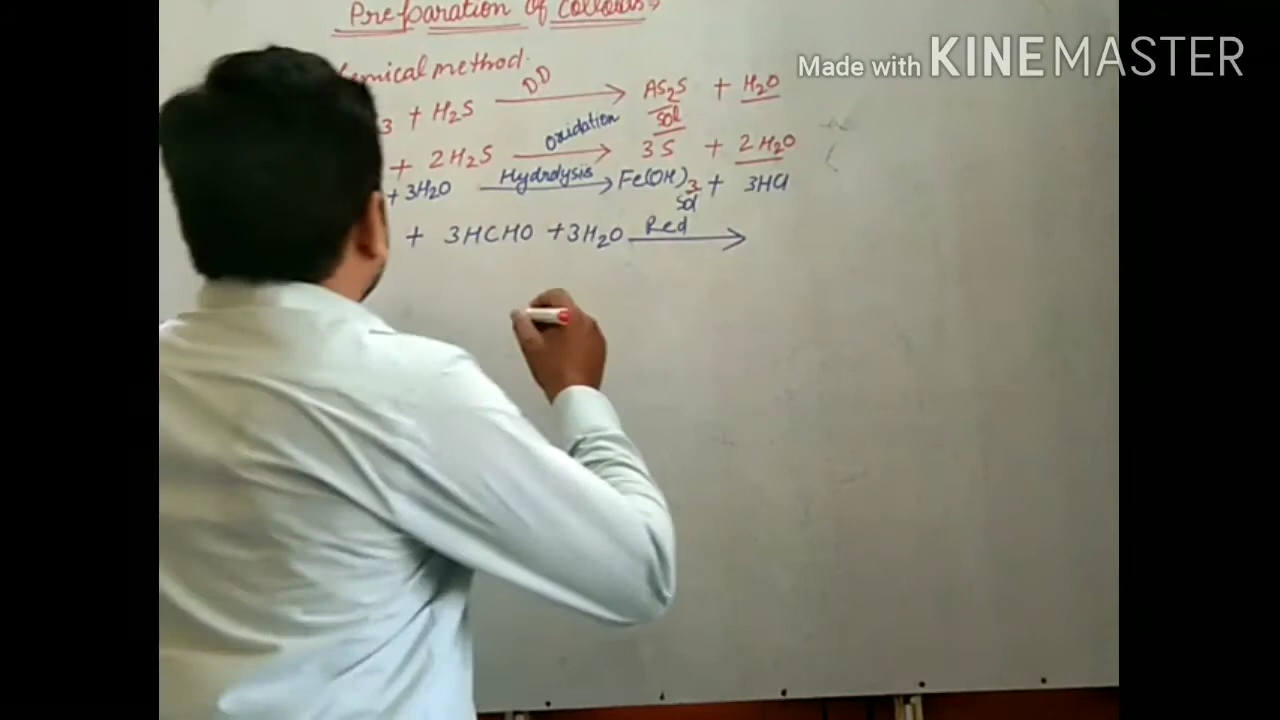 Preparation of Colloids
Made with KINEMASTER
chemical method.
3 + H2S DD → AS2S + H2O
Sol
+ 2H2S Oxidation → 3S + 2H2O
+ 3H2O Hydrolysis → Fe(OH)3 + 3HCl
Sol
+ 3HCHO + 3H2O Red →